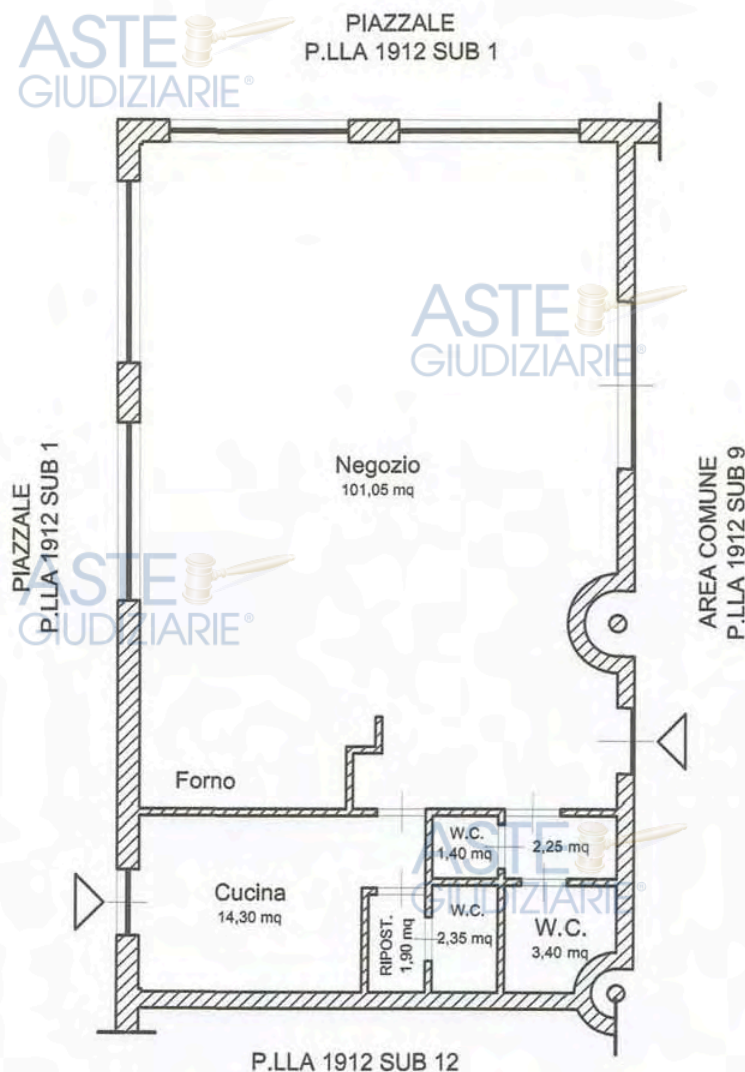 PIAZZALE
P.LLA 1912 SUB 1
ASTE
GIUDIZIARIE®
ASTE
GIUDIZIARIE®
Negozio
101,05 mq
PIAZZALE
P.LLA 1912 SUB 1
AREA COMUNE
P.LLA 1912 SUB 9
ASTE
GIUDIZIARIE®
Forno
W.C.
1,40 mq
2,25 mq
ASTE
GIUDIZIARIE®
Cucina
14,30 mq
RIPOST.
1,90 mq
W.C.
2,35 mq
W.C.
3,40 mq
P.LLA 1912 SUB 12